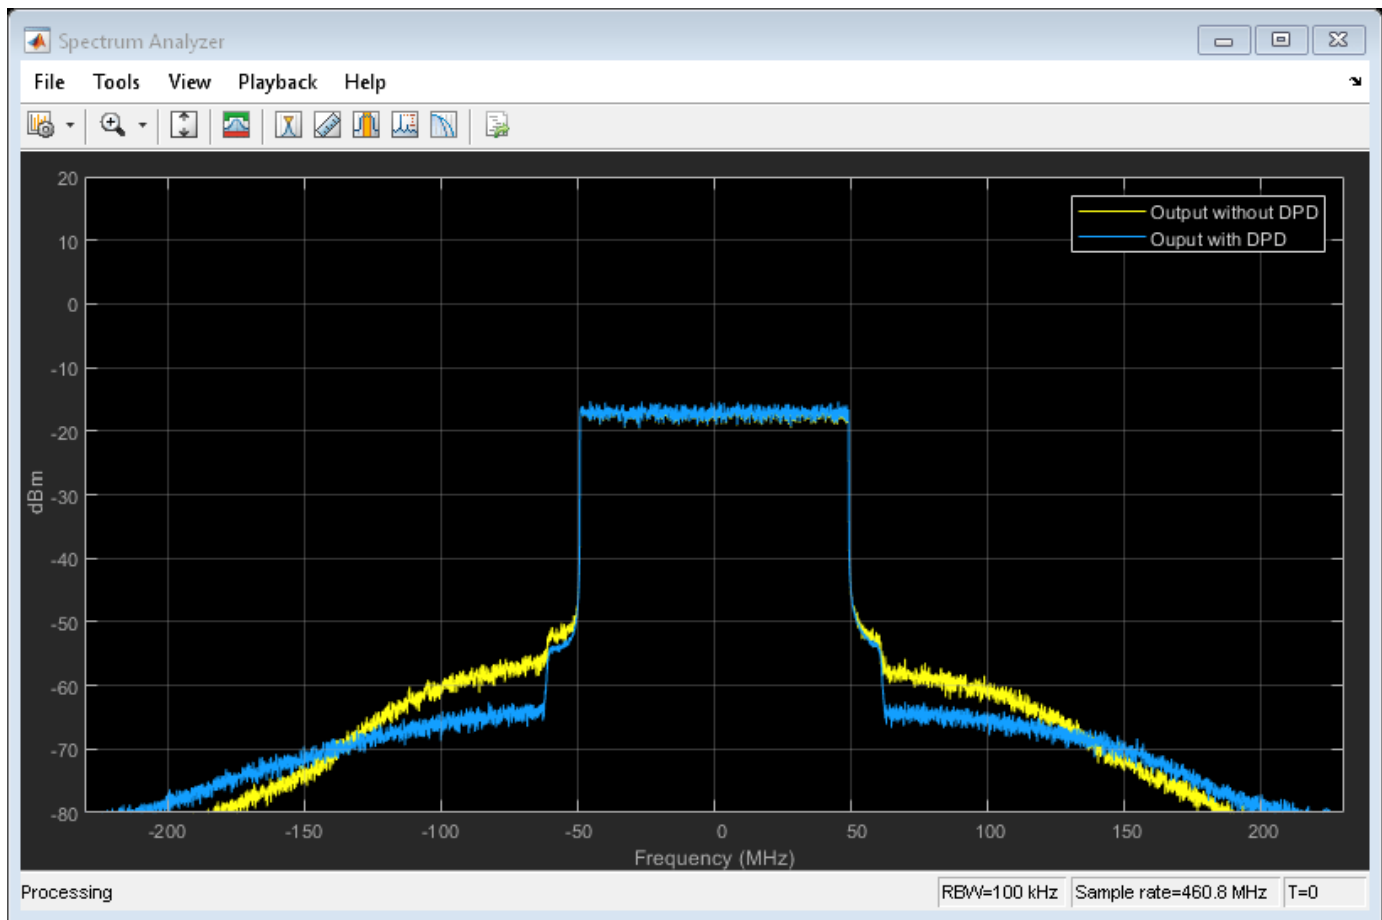 Spectrum Analyzer
File Tools View Playback Help
20
10
0
-10
-20
-30
-40
-50
-60
-70
-80
dBm
Output without DPD
Ouput with DPD
-200 -150 -100 -50 0 50 100 150 200
Frequency (MHz)
Processing RBW=100 kHz Sample rate=460.8 MHz T=0